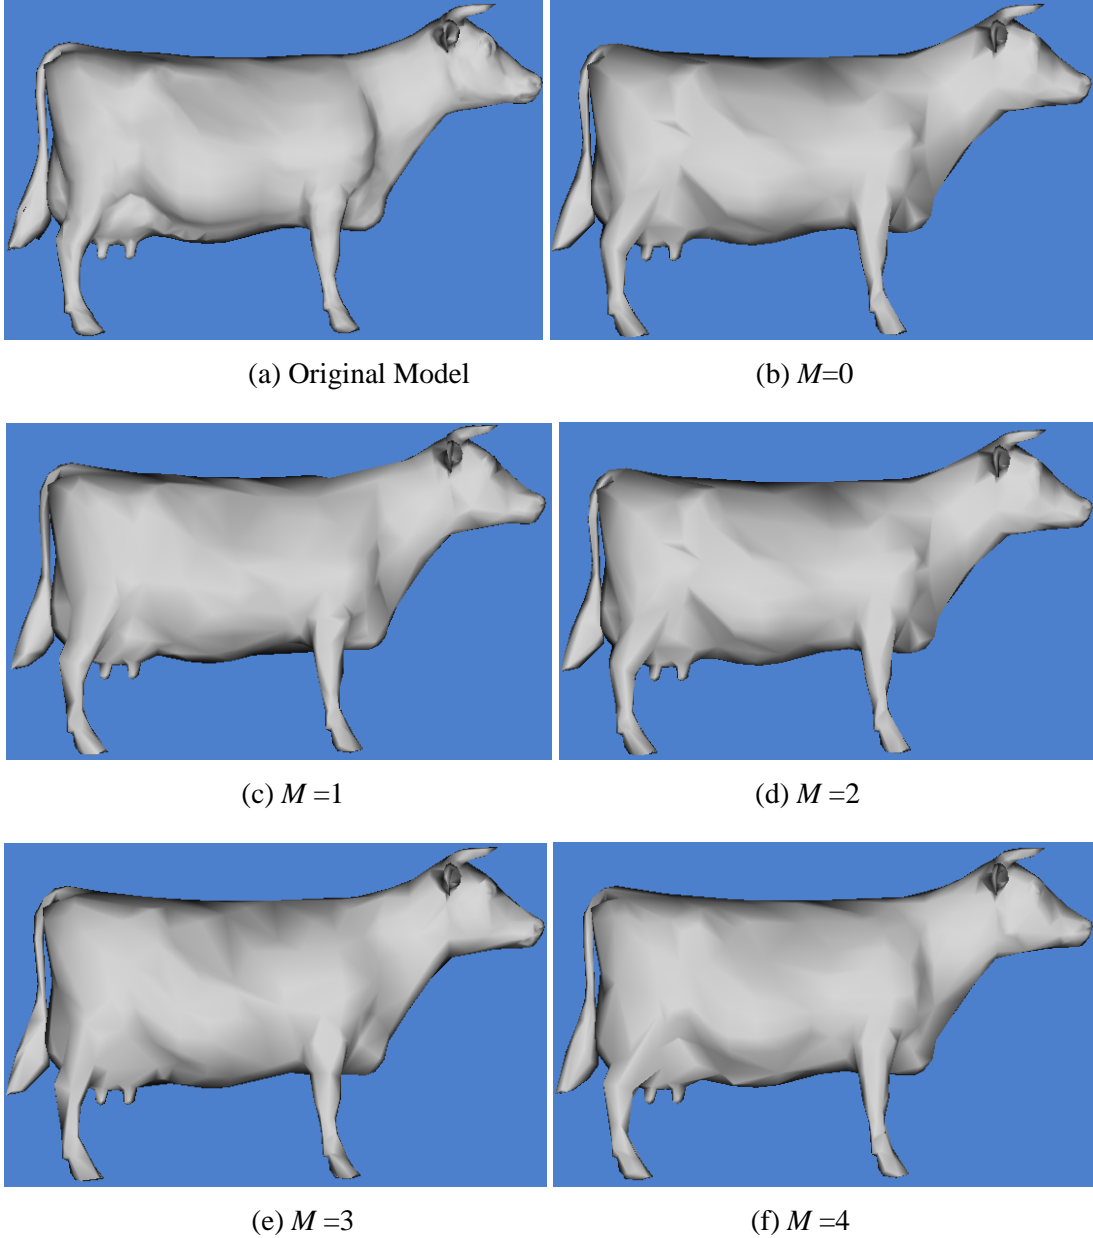 (a) Original Model
(b) M=0
(c) M =1
(d) M =2
(e) M =3
(f) M =4